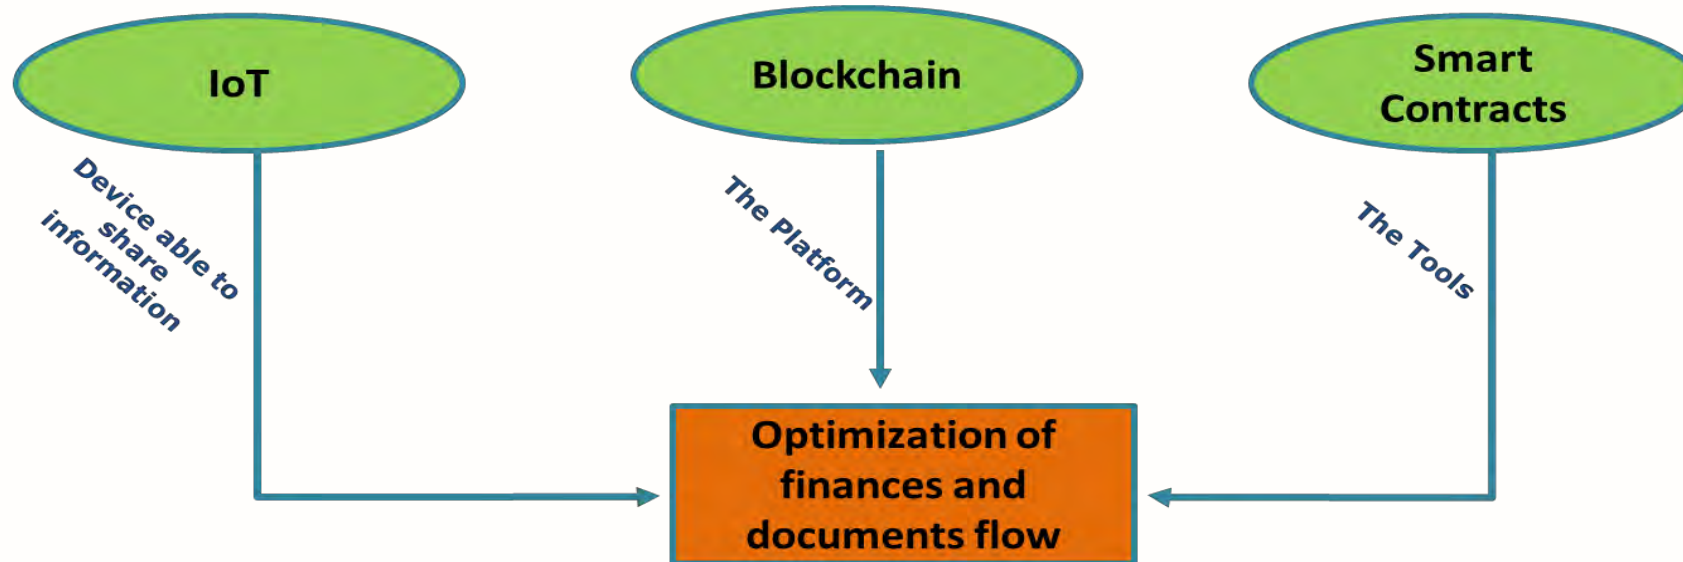 IoT
Blockchain
Smart
Contracts
Device able to
share
information
The Platform
The Tools
Optimization of
finances and
documents flow